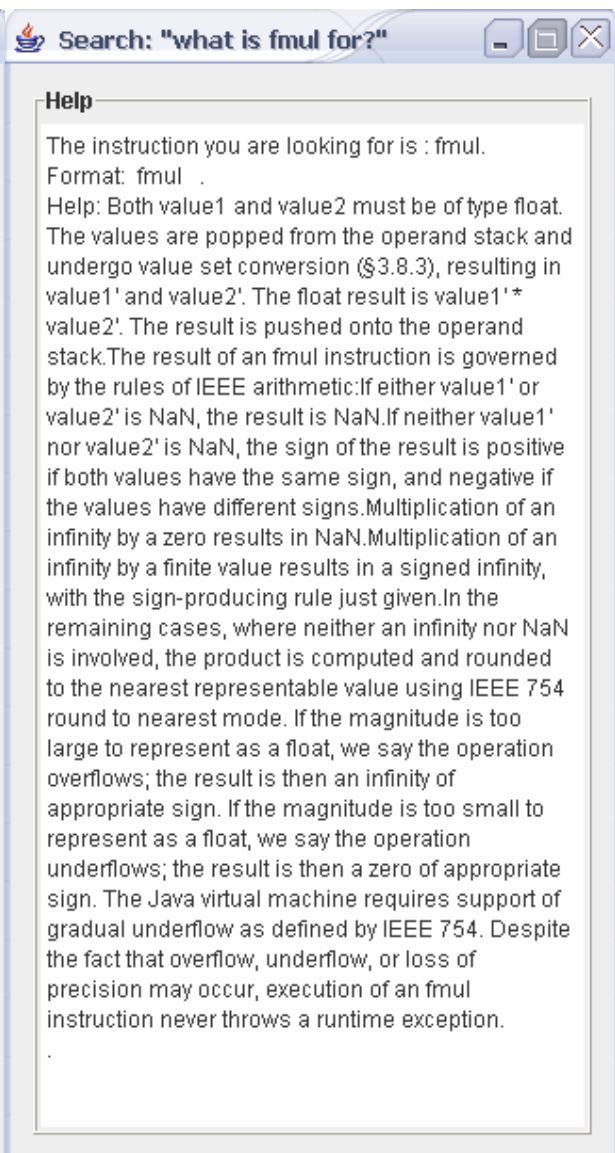 Search: "what is fmul for?"
Help
The instruction you are looking for is : fmul.
Format: fmul .
Help: Both value1 and value2 must be of type float.
The values are popped from the operand stack and
undergo value set conversion (§3.8.3), resulting in
value1' and value2'. The float result is value1' *
value2'. The result is pushed onto the operand
stack.The result of an fmul instruction is governed
by the rules of IEEE arithmetic:If either value1' or
value2' is NaN, the result is NaN.If neither value1'
nor value2' is NaN, the sign of the result is positive
if both values have the same sign, and negative if
the values have different signs.Multiplication of an
infinity by a zero results in NaN.Multiplication of an
infinity by a finite value results in a signed infinity,
with the sign-producing rule just given.In the
remaining cases, where neither an infinity nor NaN
is involved, the product is computed and rounded
to the nearest representable value using IEEE 754
round to nearest mode. If the magnitude is too
large to represent as a float, we say the operation
overflows; the result is then an infinity of
appropriate sign. If the magnitude is too small to
represent as a float, we say the operation
underflows; the result is then a zero of appropriate
sign. The Java virtual machine requires support of
gradual underflow as defined by IEEE 754. Despite
the fact that overflow, underflow, or loss of
precision may occur, execution of an fmul
instruction never throws a runtime exception.
.